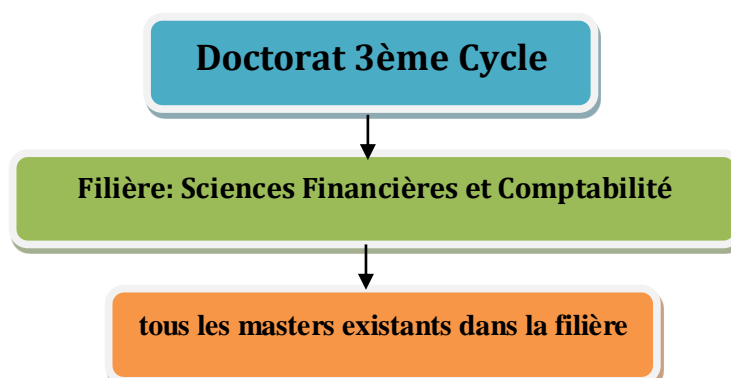 Doctorat 3ème Cycle
Filière: Sciences Financières et Comptabilité
tous les masters existants dans la filière